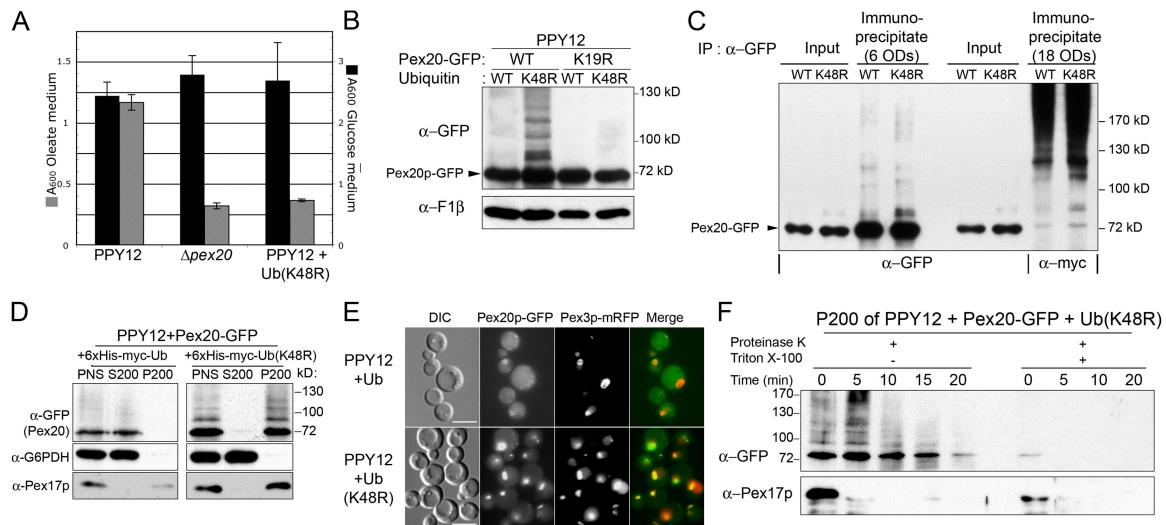 A
A600 Oleate medium
1.5
1
0.5
0
3
2
1
0
A600 Glucose medium
PPY12
Δpex20
PPY12 +
Ub(K48R)
B
PPY12
Pex20-GFP: WT K19R
Ubiquitin : WT K48R WT K48R
130 kD
α-GFP
100 kD
Pex20p-GFP
72 kD
α-F1β
C
IP : α-GFP
Input
Immuno-
precipitate
(6 ODs)
Input
Immuno-
precipitate
(18 ODs)
WT K48R WT K48R WT K48R WT K48R
170 kD
130 kD
100 kD
Pex20-GFP
72 kD
α-GFP
α-myc
D
PPY12+Pex20-GFP
+6xHis-myc-Ub +6xHis-myc-Ub(K48R)
PNS S200 P200 PNS S200 P200 kD:
130
100
72
α-GFP
(Pex20)
α-G6PDH
α-Pex17p
E
DIC Pex20p-GFP Pex3p-mRFP Merge
PPY12
+Ub
PPY12
+Ub
(K48R)
F
P200 of PPY12 + Pex20-GFP + Ub(K48R)
Proteinase K + +
Triton X-100 - +
Time (min) 0 5 10 15 20 0 5 10 20
170
130
100
72
α-GFP
α-Pex17p